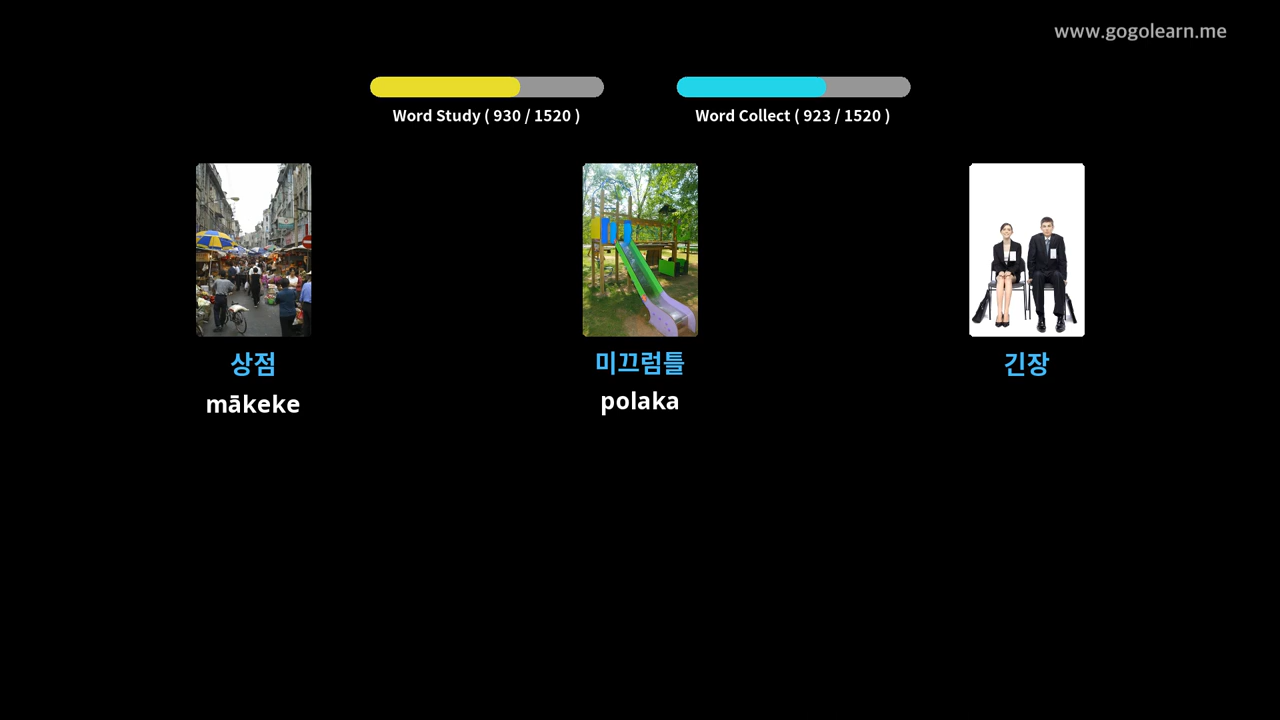 www.gogolearn.me
Word Study ( 930 / 1520 )
Word Collect ( 923 / 1520 )
상점
미끄럼틀
긴장
mākeke
polaka